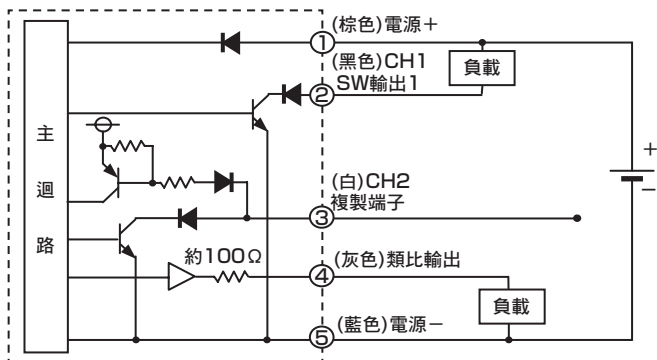 (棕色)電源+
①
(黑色)CH1
SW輸出1
負載
②
主
迴
路
+
−
(白)CH2
複製端子
③
約100Ω
(灰色)類比輸出
④
負載
(藍色)電源−
⑤